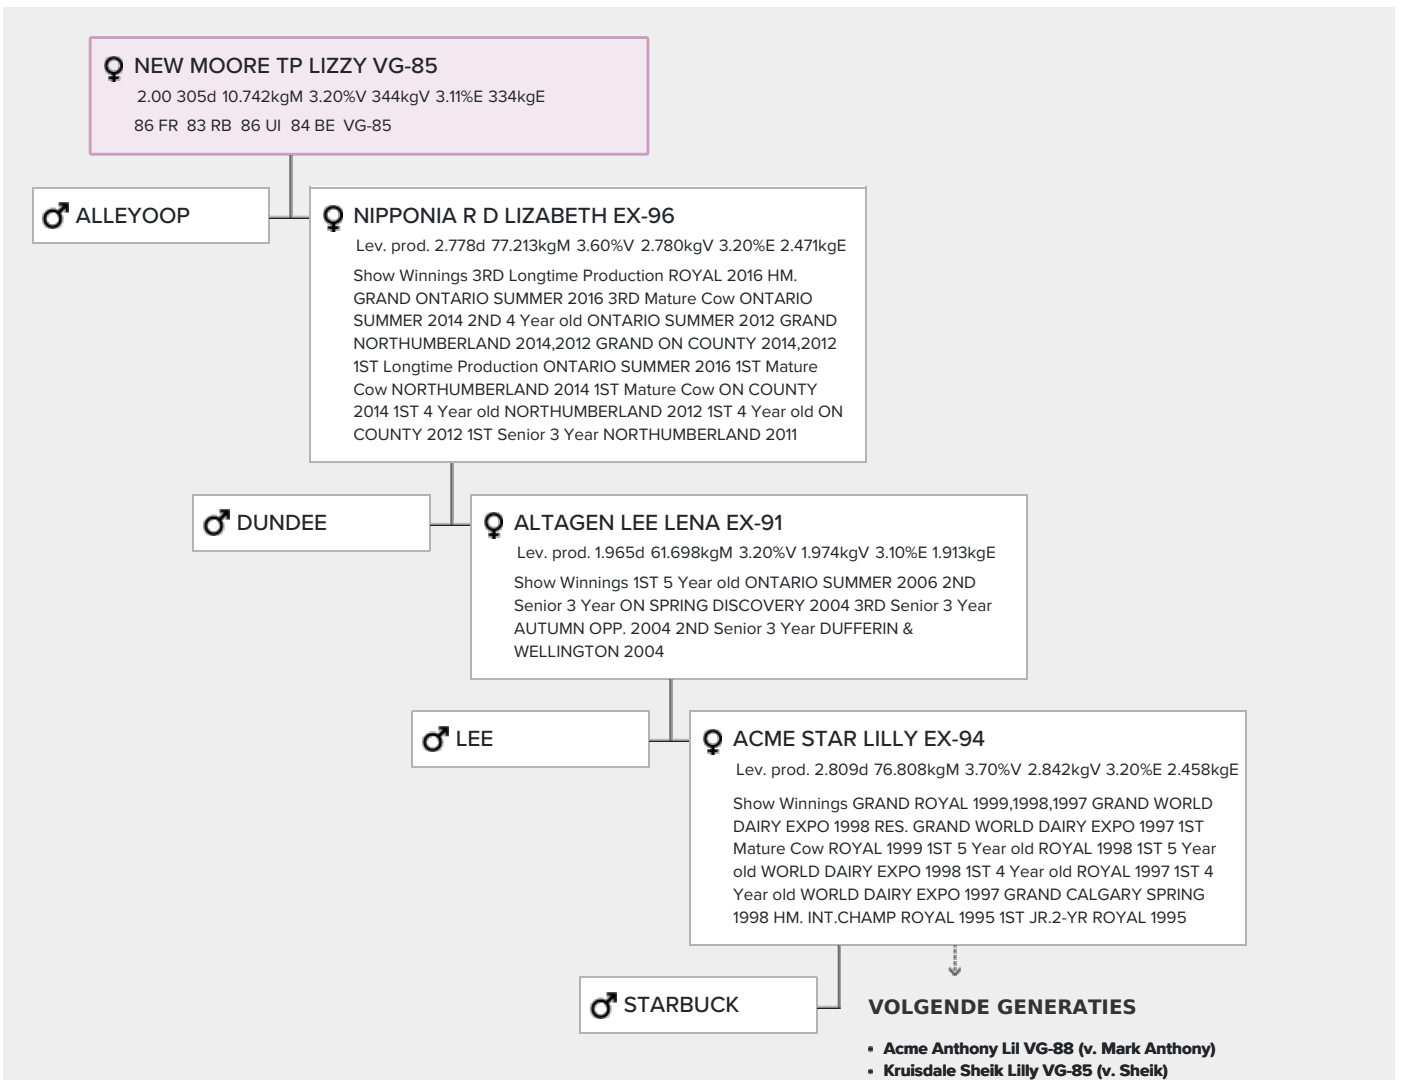 NEW MOORE TP LIZZY VG-85
2.00 305d 10.742kgM 3.20%V 344kgV 3.11%E 334kgE
86 FR 83 RB 86 UI 84 BE VG-85
ALLEYOOP
NIPPONIA R D LIZABETH EX-96
Lev. prod. 2.778d 77.213kgM 3.60%V 2.780kgV 3.20%E 2.471kgE
Show Winnings 3RD Longtime Production ROYAL 2016 HM.
GRAND ONTARIO SUMMER 2016 3RD Mature Cow ONTARIO
SUMMER 2014 2ND 4 Year old ONTARIO SUMMER 2012 GRAND
NORTHUMBERLAND 2014,2012 GRAND ON COUNTY 2014,2012
1ST Longtime Production ONTARIO SUMMER 2016 1ST Mature
Cow NORTHUMBERLAND 2014 1ST Mature Cow ON COUNTY
2014 1ST 4 Year old NORTHUMBERLAND 2012 1ST 4 Year old ON
COUNTY 2012 1ST Senior 3 Year NORTHUMBERLAND 2011
DUNDEE
ALTAGEN LEE LENA EX-91
Lev. prod. 1.965d 61.698kgM 3.20%V 1.974kgV 3.10%E 1.913kgE
Show Winnings 1ST 5 Year old ONTARIO SUMMER 2006 2ND
Senior 3 Year ON SPRING DISCOVERY 2004 3RD Senior 3 Year
AUTUMN OPP. 2004 2ND Senior 3 Year DUFFERIN &
WELLINGTON 2004
LEE
ACME STAR LILLY EX-94
Lev. prod. 2.809d 76.808kgM 3.70%V 2.842kgV 3.20%E 2.458kgE
Show Winnings GRAND ROYAL 1999,1998,1997 GRAND WORLD
DAIRY EXPO 1998 RES. GRAND WORLD DAIRY EXPO 1997 1ST
Mature Cow ROYAL 1999 1ST 5 Year old ROYAL 1998 1ST 5 Year
old WORLD DAIRY EXPO 1998 1ST 4 Year old ROYAL 1997 1ST 4
Year old WORLD DAIRY EXPO 1997 GRAND CALGARY SPRING
1998 HM. INT.CHAMP ROYAL 1995 1ST JR.2-YR ROYAL 1995
STARBUCK
VOLGENDE GENERATIES
• Acme Anthony Lil VG-88 (v. Mark Anthony)
• Kruisdale Sheik Lilly VG-85 (v. Sheik)